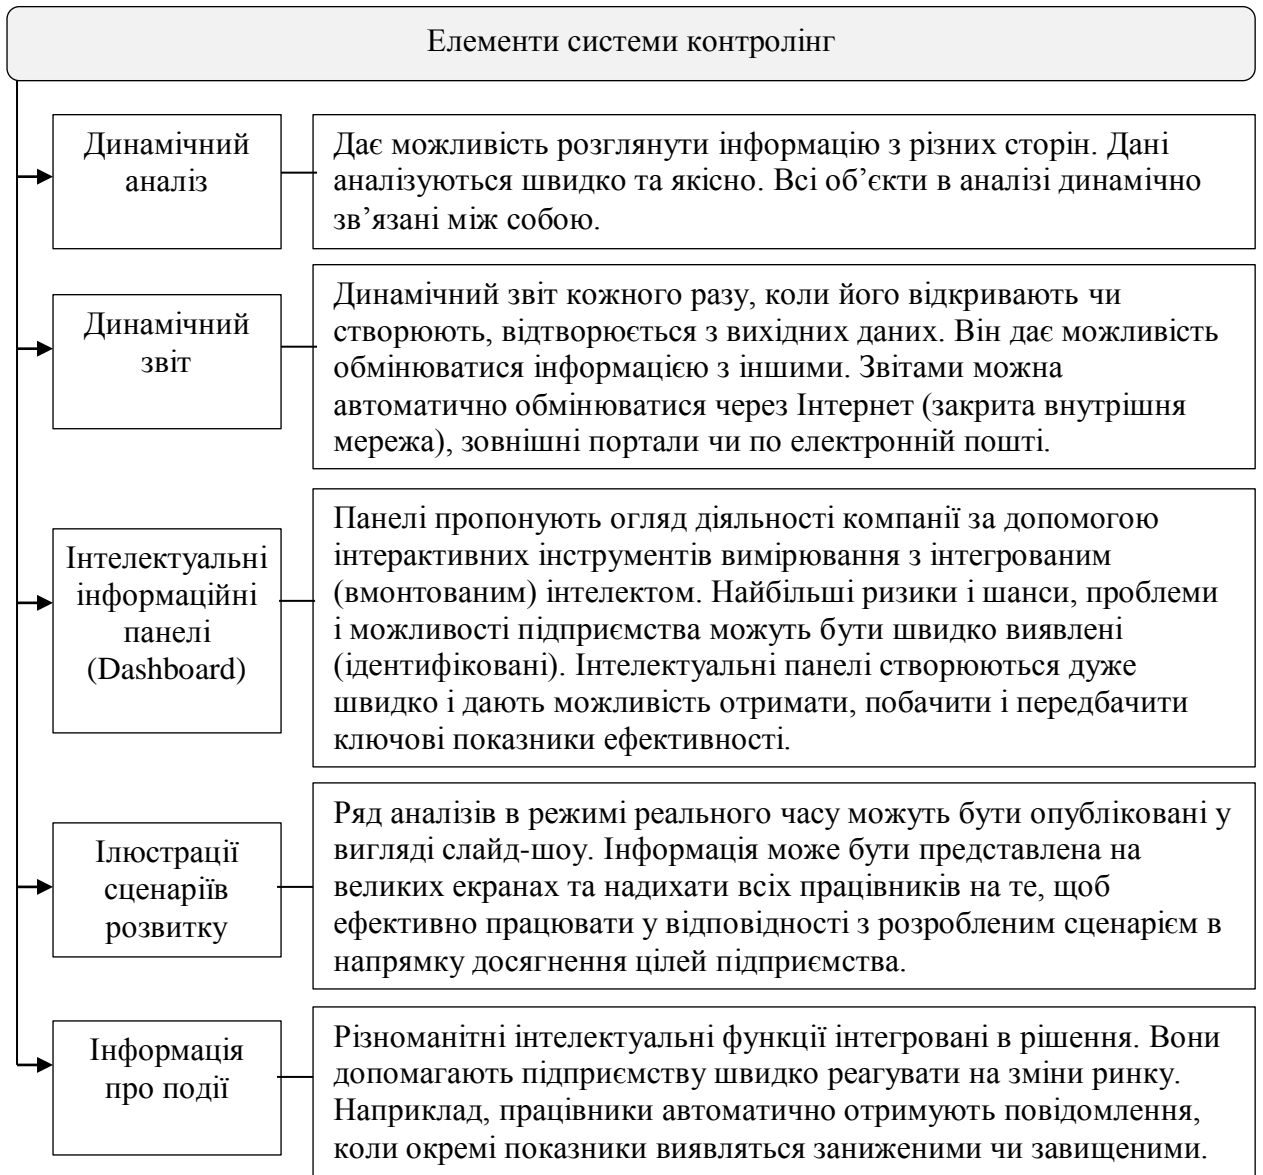 Елементи системи контролінг
Динамічний
аналіз
Дає можливість розглянути інформацію з різних сторін. Дані
аналізуються швидко та якісно. Всі об’єкти в аналізі динамічно
зв’язані між собою.
Динамічний
звіт
Динамічний звіт кожного разу, коли його відкривають чи
створюють, відтворюється з вихідних даних. Він дає можливість
обмінюватися інформацією з іншими. Звітами можна
автоматично обмінюватися через Інтернет (закрита внутрішня
мережа), зовнішні портали чи по електронній пошті.
Інтелектуальні
інформаційні
панелі
(Dashboard)
Панелі пропонують огляд діяльності компанії за допомогою
інтерактивних інструментів вимірювання з інтегрованим
(вмонтованим) інтелектом. Найбільші ризики і шанси, проблеми
і можливості підприємства можуть бути швидко виявлені
(ідентифіковані). Інтелектуальні панелі створюються дуже
швидко і дають можливість отримати, побачити і передбачити
ключові показники ефективності.
Ілюстрації
сценаріїв
розвитку
Ряд аналізів в режимі реального часу можуть бути опубліковані у
вигляді слайд-шоу. Інформація може бути представлена на
великих екранах та надихати всіх працівників на те, щоб
ефективно працювати у відповідності з розробленим сценарієм в
напрямку досягнення цілей підприємства.
Інформація
про події
Різноманітні інтелектуальні функції інтегровані в рішення. Вони
допомагають підприємству швидко реагувати на зміни ринку.
Наприклад, працівники автоматично отримують повідомлення,
коли окремі показники виявляться заниженими чи завищеними.